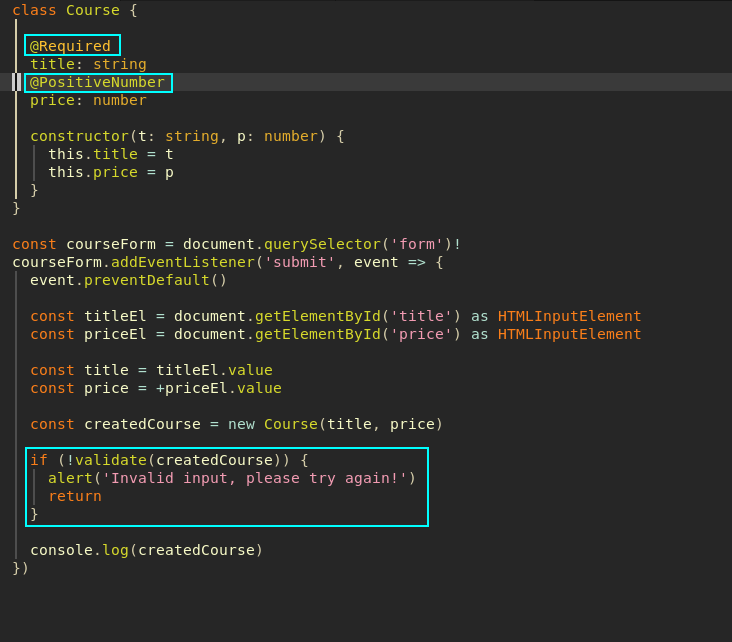 class Course {
@Required
title: string
@PositiveNumber
price: number
constructor(t: string, p: number) {
this.title = t
this.price = p
}
}
const courseForm = document.querySelector('form')!
courseForm.addEventListener('submit', event => {
event.preventDefault()
const titleEl = document.getElementById('title') as HTMLInputElement
const priceEl = document.getElementById('price') as HTMLInputElement
const title = titleEl.value
const price = +priceEl.value
const createdCourse = new Course(title, price)
if (!validate(createdCourse)) {
alert('Invalid input, please try again!')
return
}
console.log(createdCourse)
})